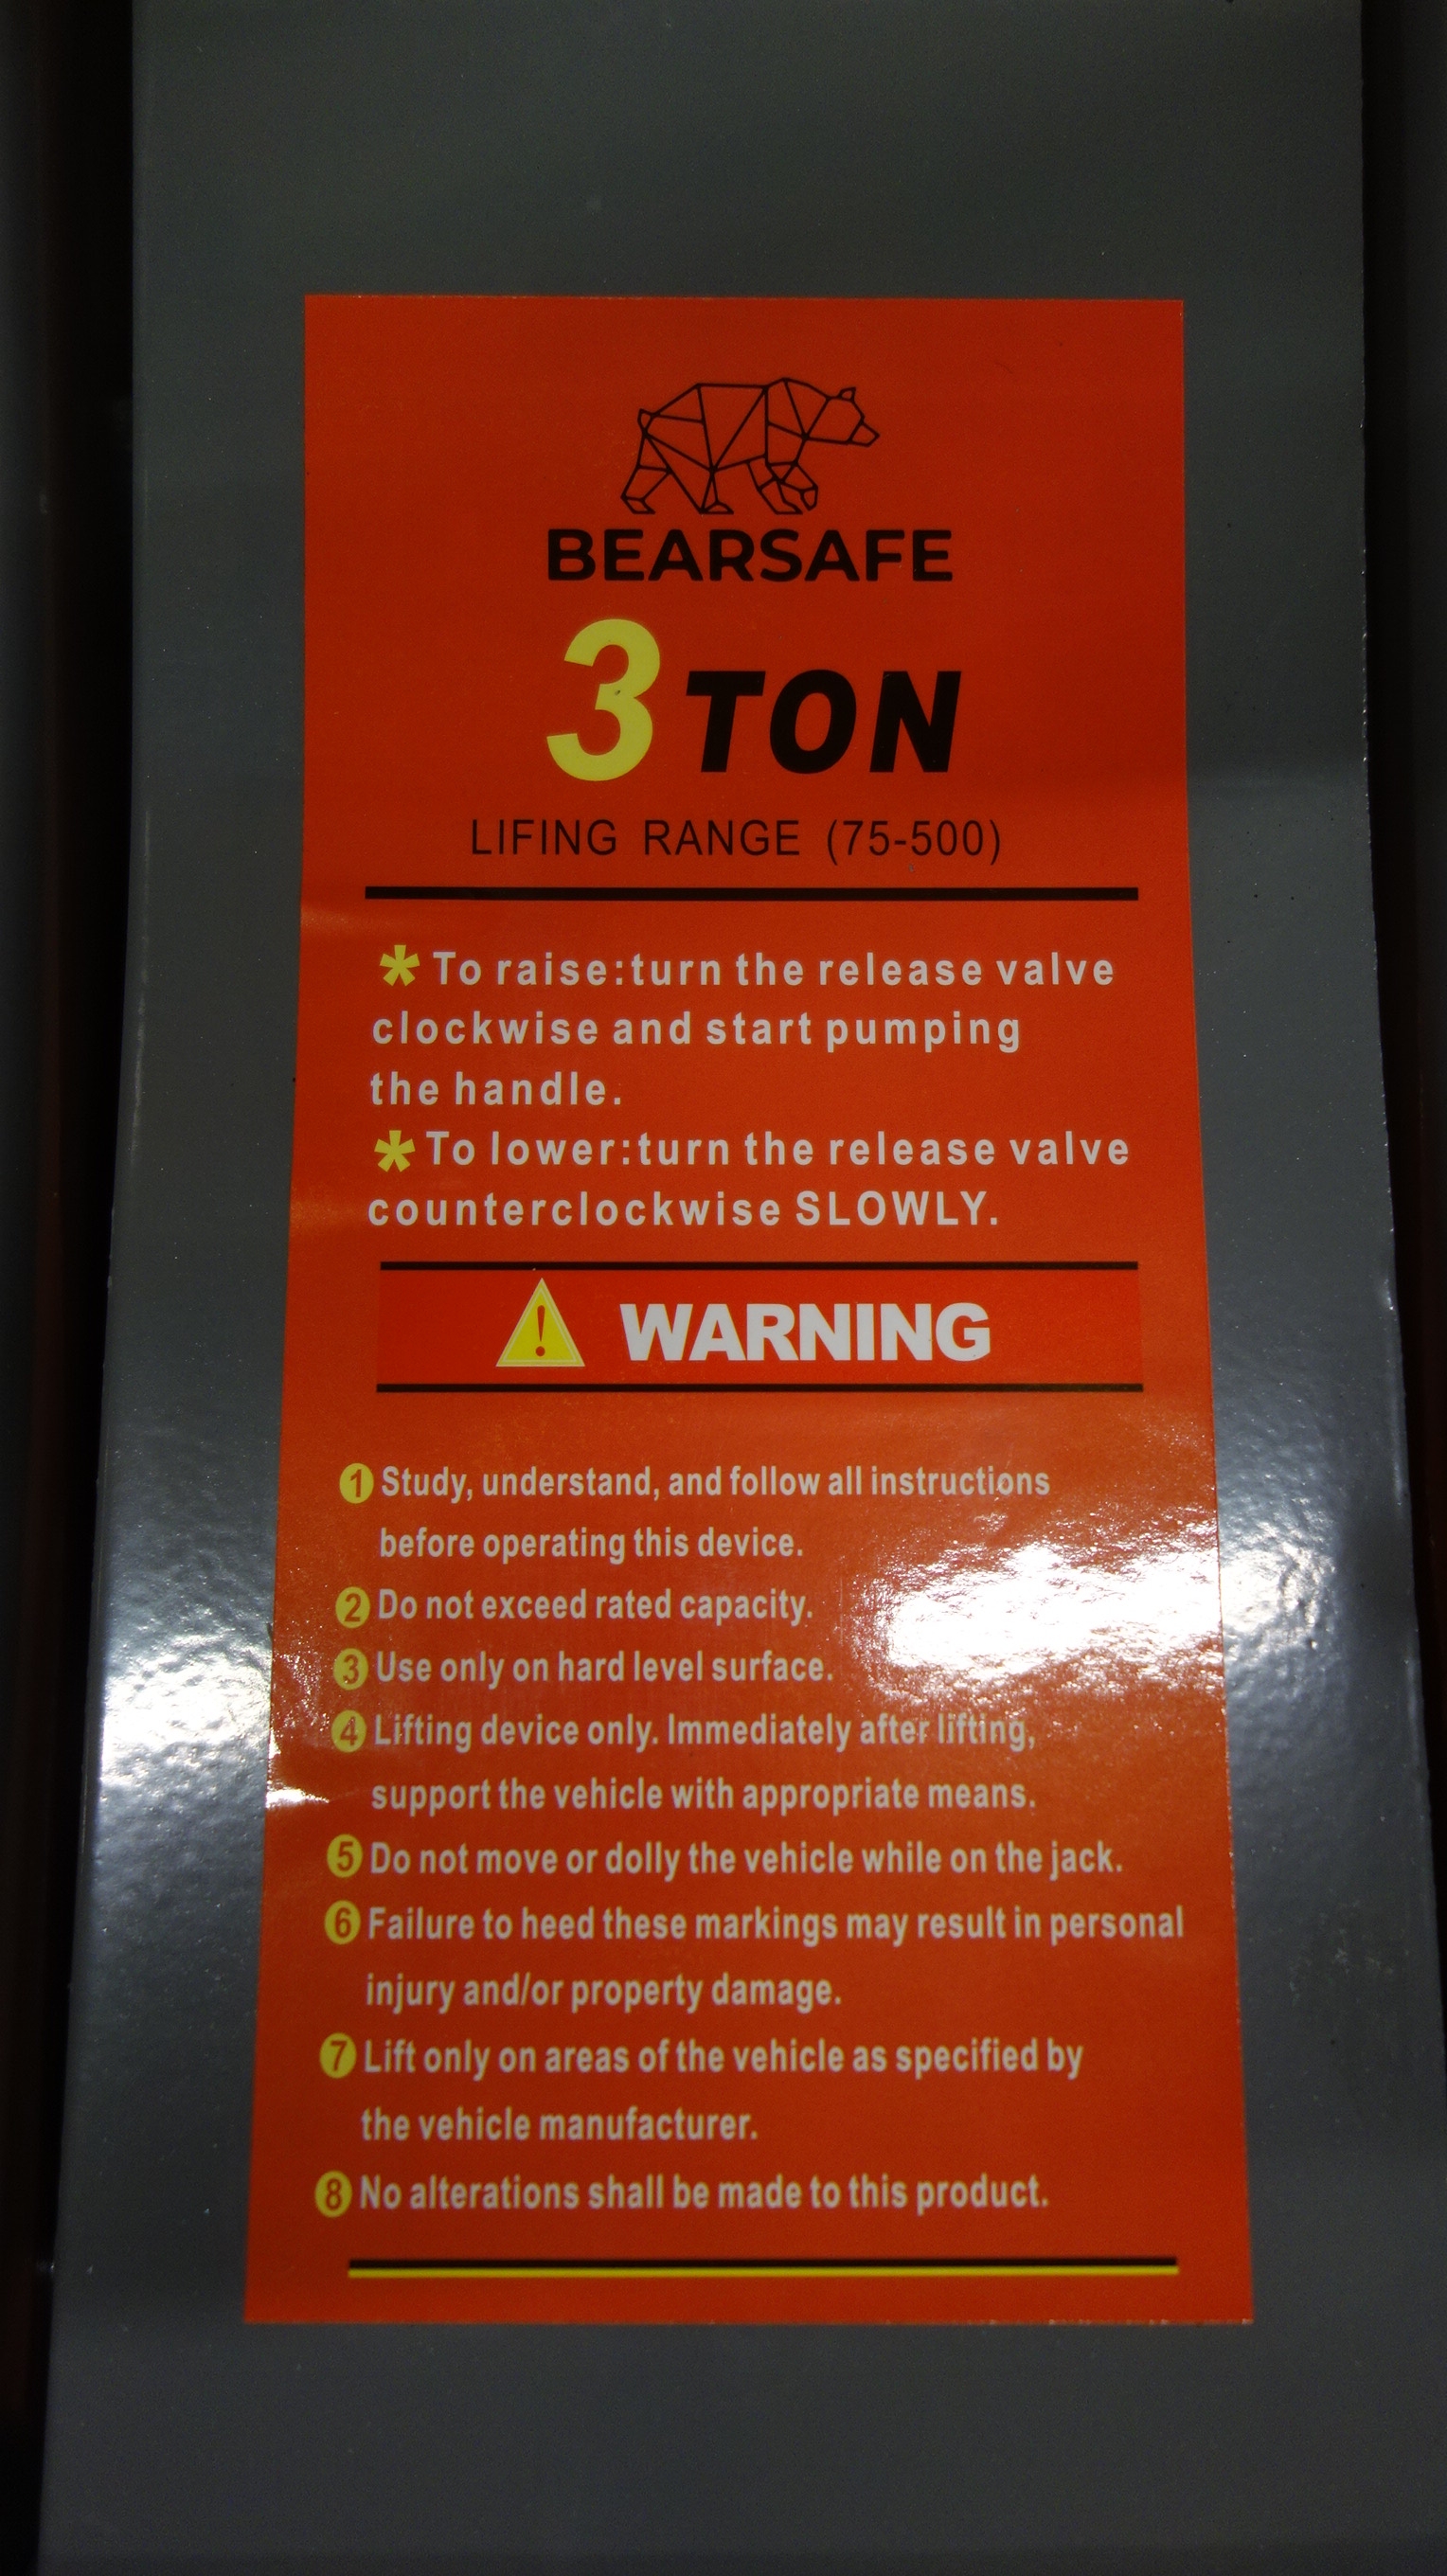 BEARSAFE
3 TON
LIFING RANGE (75-500)
* To raise:turn the release valve
clockwise and start pumping
the handle.
* To lower:turn the release valve
counterclockwise SLOWLY.
! WARNING
1 Study, understand, and follow all instructions
before operating this device.
2 Do not exceed rated capacity.
3 Use only on hard level surface.
4 Lifting device only. Immediately after lifting,
support the vehicle with appropriate means.
5 Do not move or dolly the vehicle while on the jack.
6 Failure to heed these markings may result in personal
injury and/or property damage.
7 Lift only on areas of the vehicle as specified by
the vehicle manufacturer.
8 No alterations shall be made to this product.